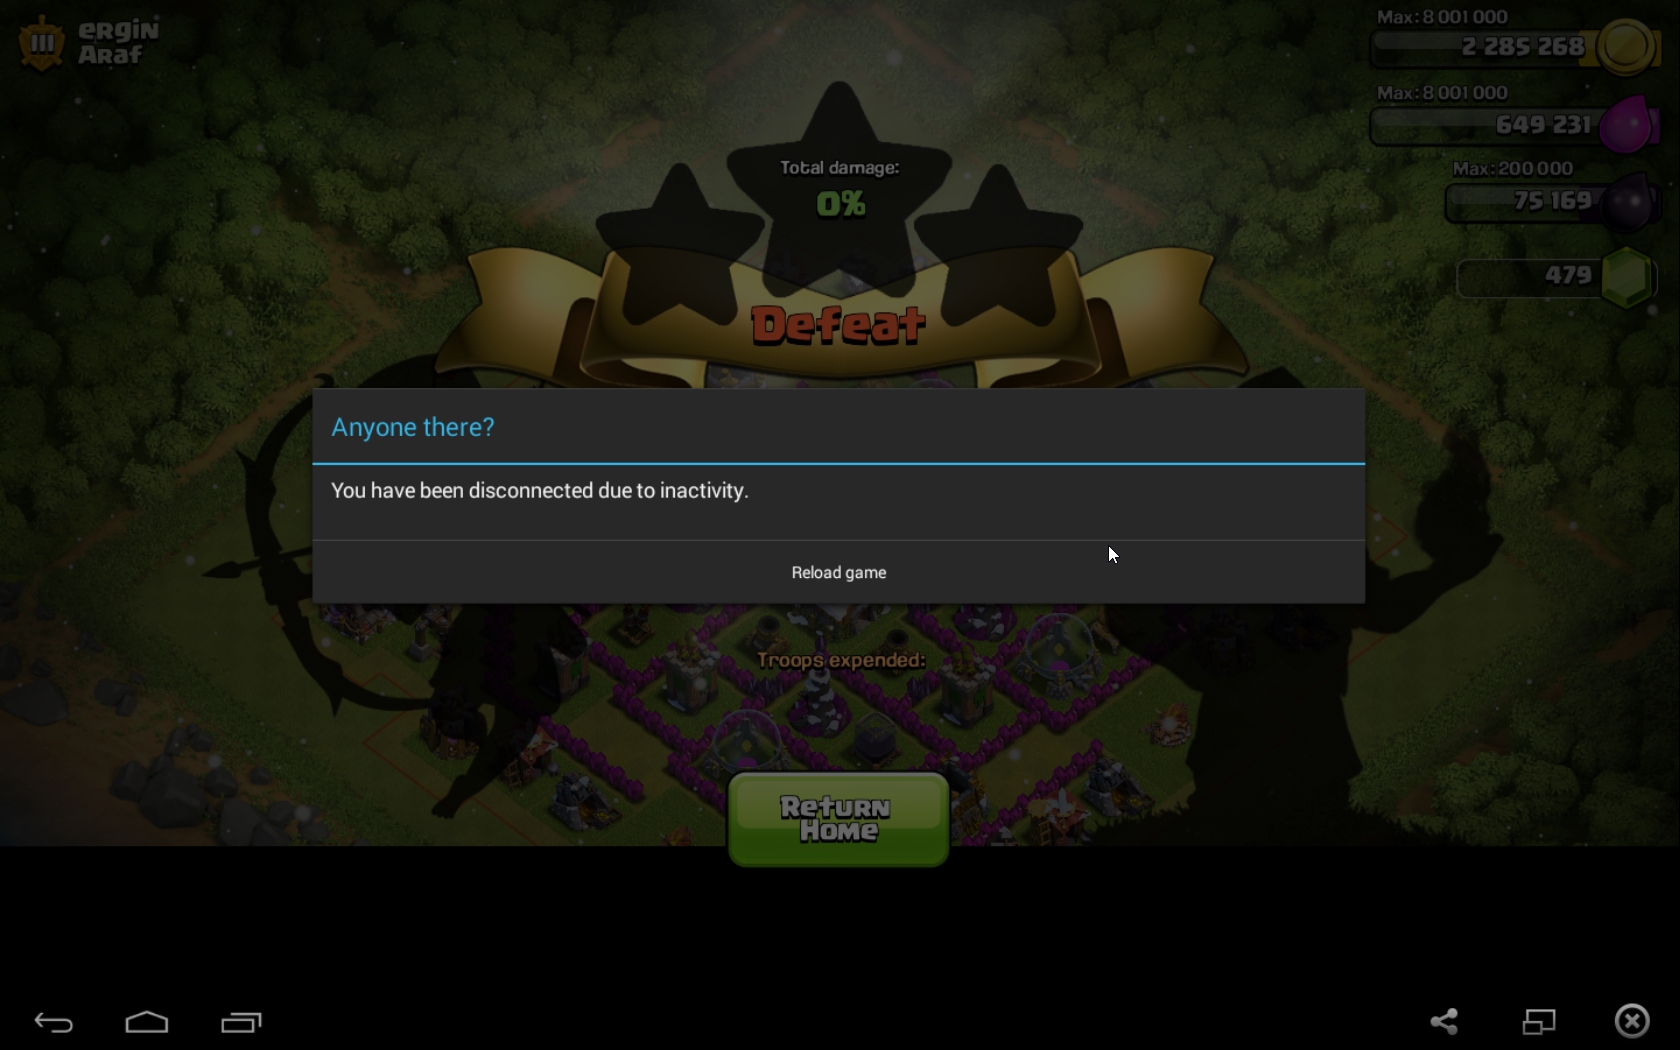 ergin
Araf
Max: 8 001 000
2 285 268
Max: 8 001 000
649 231
Max: 200 000
75 169
479
Total damage:
0%
Defeat
Anyone there?
You have been disconnected due to inactivity.
Reload game
Troops expended:
Return
Home